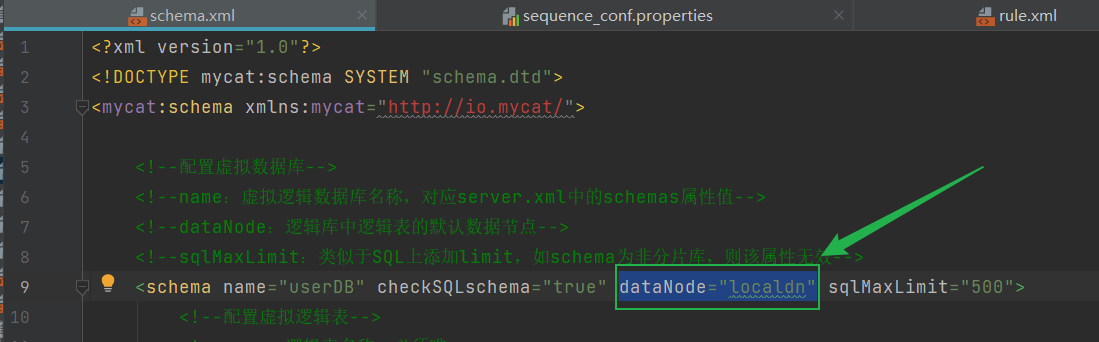 schema.xml
sequence_conf.properties
rule.xml
1 <?xml version="1.0"?>
2 <!DOCTYPE mycat:schema SYSTEM "schema.dtd">
3 <mycat:schema xmlns:mycat="http://io.mycat/">
4
5 <!--配置虚拟数据库-->
6 <!--name：虚拟逻辑数据库名称，对应server.xml中的schemas属性值-->
7 <!--dataNode：逻辑库中逻辑表的默认数据节点-->
8 <!--sqlMaxLimit：类似于SQL上添加limit，如schema为非分片库，则该属性无效-->
9 <schema name="userDB" checkSQLschema="true" dataNode="localdn" sqlMaxLimit="500">
10 <!--配置虚拟逻辑表-->